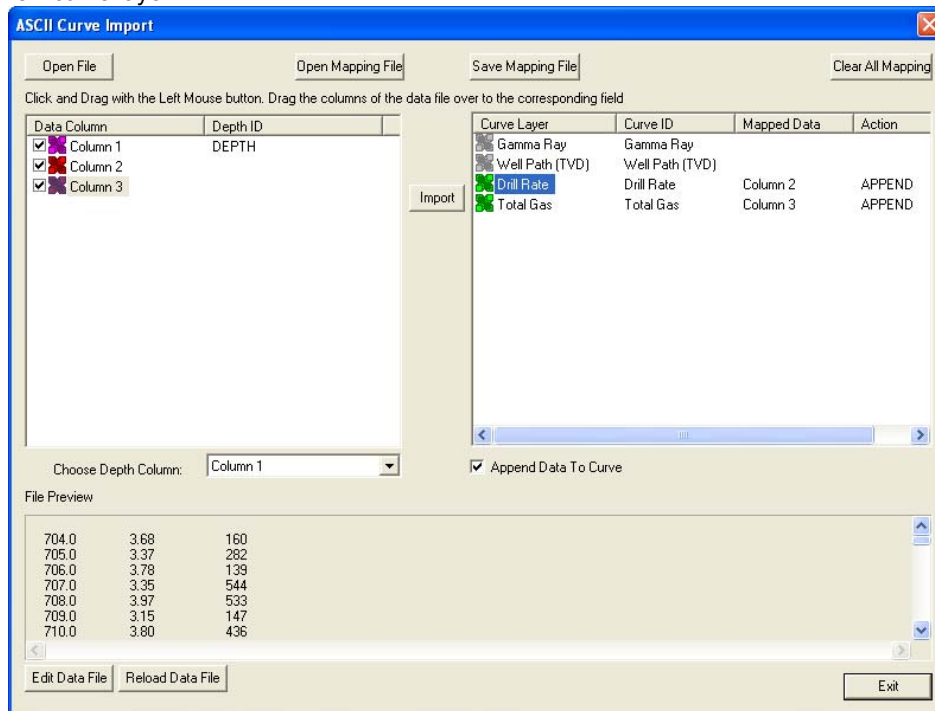 ASCII Curve Import
Open File Open Mapping File Save Mapping File Clear All Mapping
Click and Drag with the Left Mouse button. Drag the columns of the data file over to the corresponding field
Data Column Depth ID Curve Layer Curve ID Mapped Data Action
Column 1 DEPTH Gamma Ray Gamma Ray
Column 2 Well Path (TVD) Well Path (TVD)
Column 3 Import Drill Rate Drill Rate Column 2 APPEND
Total Gas Total Gas Column 3 APPEND
Choose Depth Column: Column 1 Append Data To Curve
File Preview
704.0 3.68 160
705.0 3.37 282
706.0 3.78 139
707.0 3.35 544
708.0 3.97 533
709.0 3.15 147
710.0 3.80 436
Edit Data File Reload Data File Exit